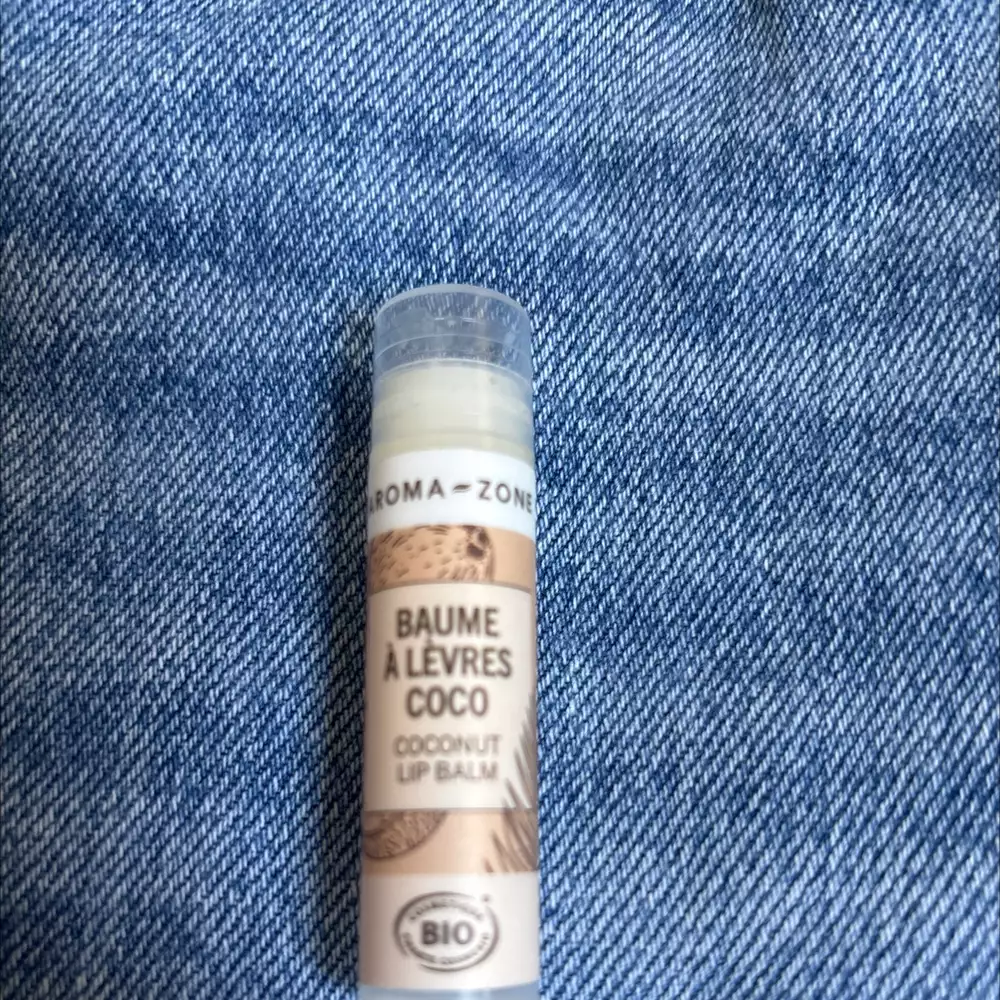 AROMA-ZONE
BAUME
À LÈVRES
COCO
COCONUT
LIP BALM
BIO